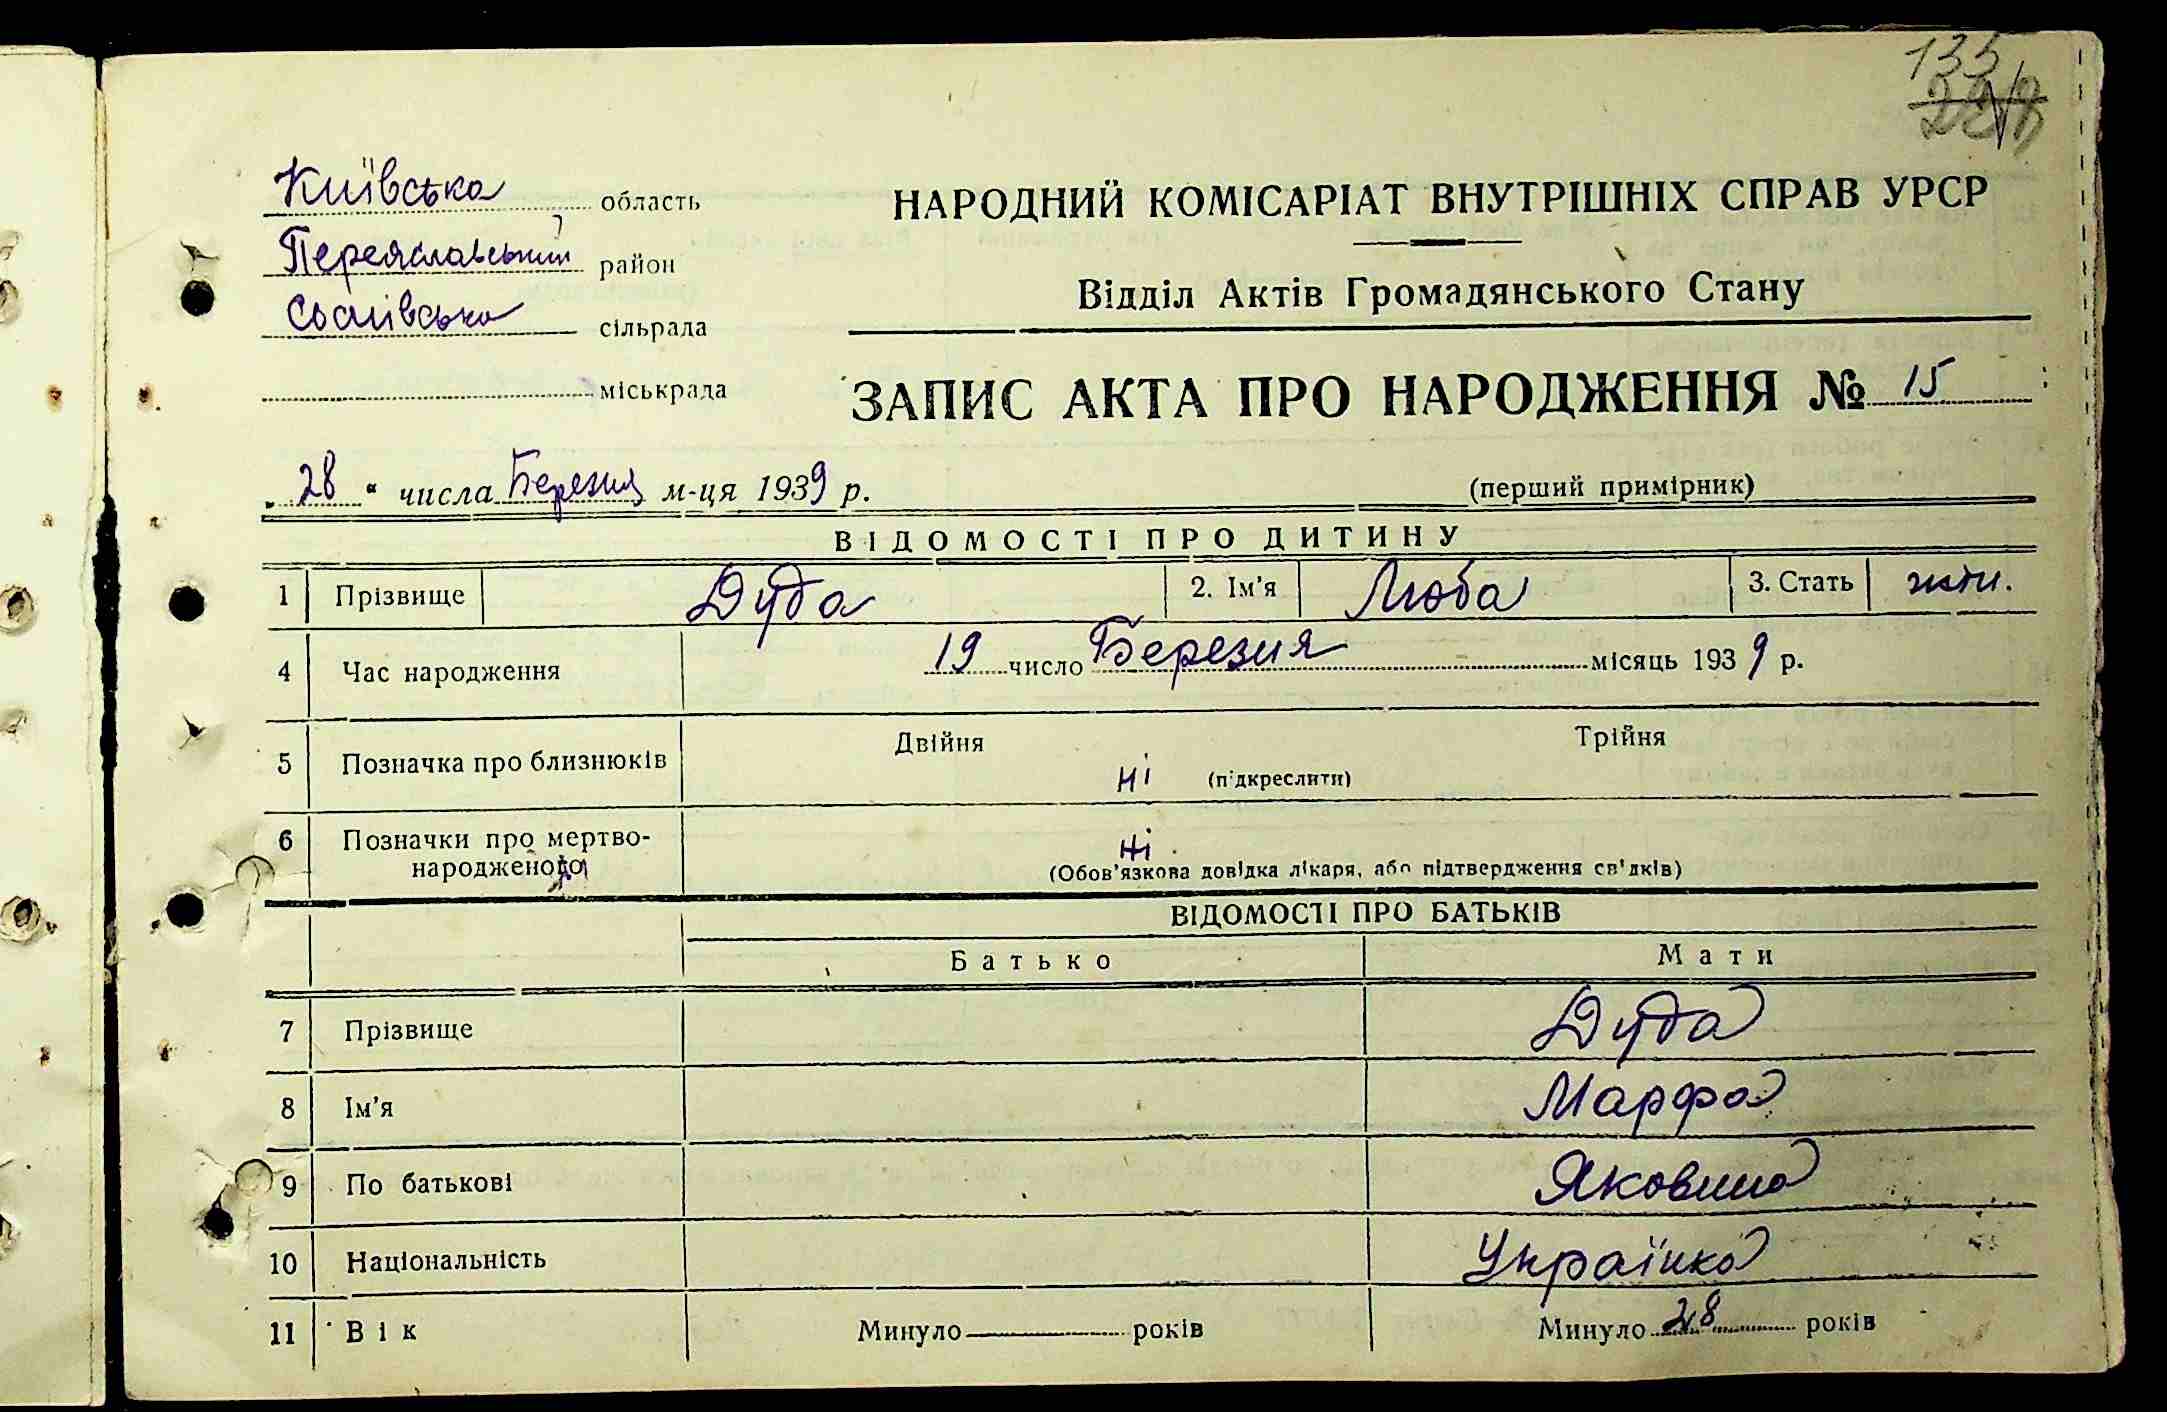 135
Київська область
Переяславський район
сільрада
міськрада
НАРОДНИЙ КОМІСАРІАТ ВНУТРІШНІХ СПРАВ УРСР
Відділ Актів Громадянського Стану
ЗАПИС АКТА ПРО НАРОДЖЕННЯ № 15
„28“ числа Березня м-ця 1939 р.
(перший примірник)
ВІДОМОСТІ ПРО ДИТИНУ
1 Прізвище Дуда 2. Ім'я Люба 3. Стать жін.
4 Час народження 19 число Березня місяць 1939 р.
5 Позначка про близнюків Двійня ні (підкреслити) Трійня
6 Позначки про мертво-
народженого ні
(Обов'язкова довідка лікаря, або підтвердження свідків)
ВІДОМОСТІ ПРО БАТЬКІВ
Батько Мати
7 Прізвище Дуда
8 Ім'я Марфа
9 По батькові Яковина
10 Національність Українка
11 Вік Минуло років Минуло 28 років